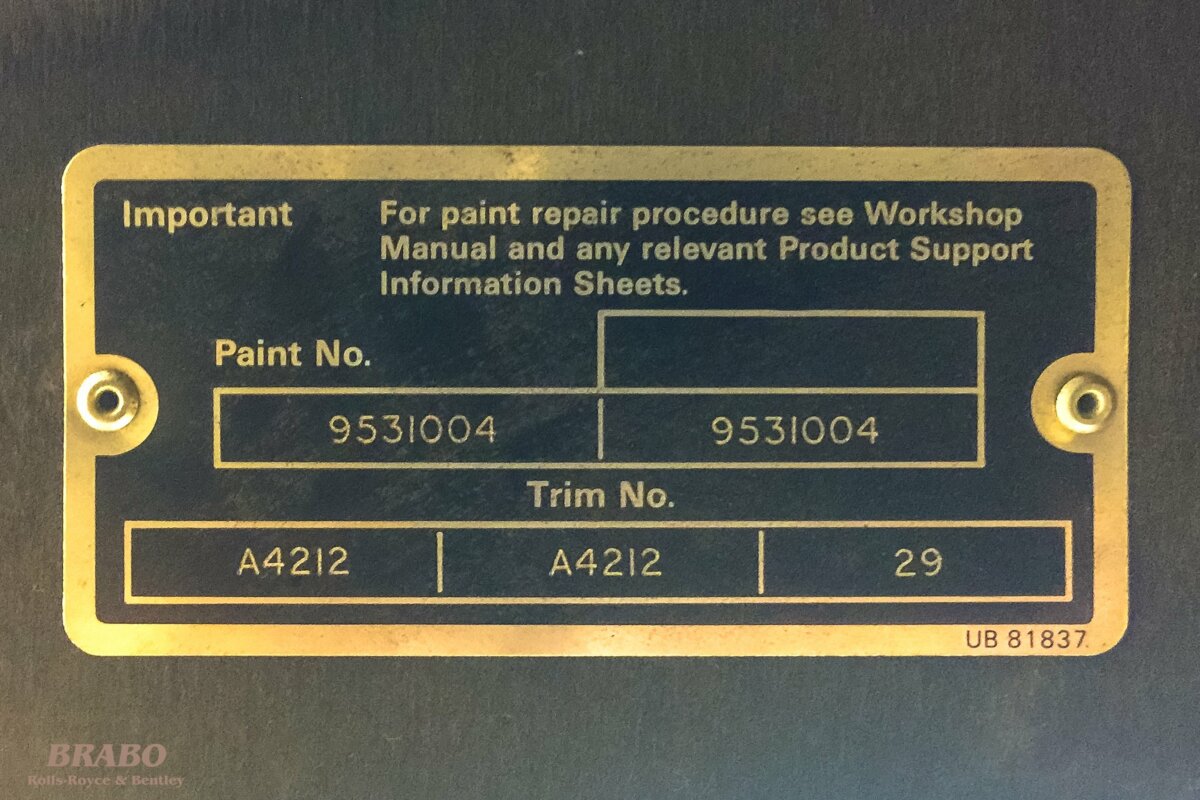 Important
For paint repair procedure see Workshop
Manual and any relevant Product Support
Information Sheets.
Paint No.
9531004 9531004
Trim No.
A4212 A4212 29
UB 81837
BRABO
Rolls-Royce & Bentley